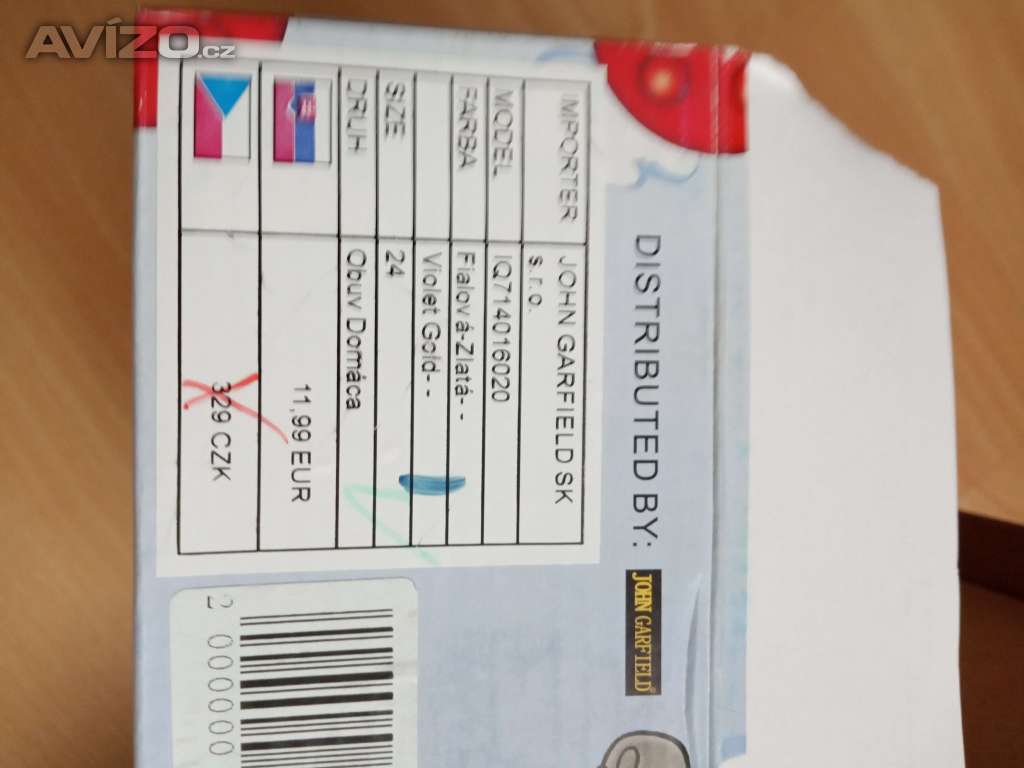 AVÍZO.cz
DISTRIBUTED BY: JOHN GARFIELD
IMPORTER JOHN GARFIELD SK
s.r.o.
MODEL IQ714016020
FARBA Fialová-Zlatá--
Violet Gold--
SIZE 24
DRUH Obuv Domáca
11,99 EUR
329 CZK
2 000000